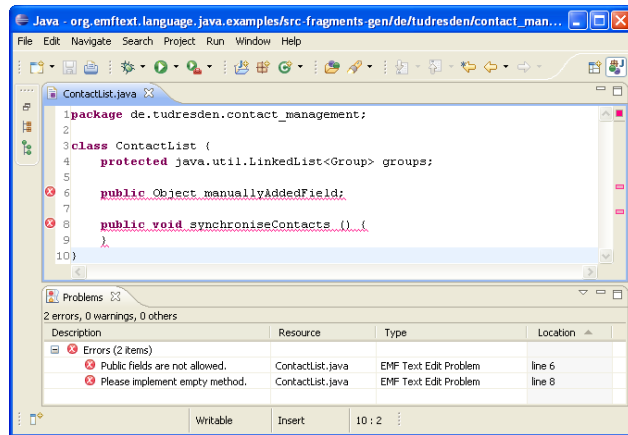 Java - org.emftext.language.java.examples/src-fragments-gen/de/tudresden/contact_man...
File Edit Navigate Search Project Run Window Help
ContactList.java
1 package de.tudresden.contact_management;
2
3 class ContactList {
4 protected java.util.LinkedList<Group> groups;
5
6 public Object manuallyAddedField;
7
8 public void synchroniseContacts () {
9 }
10 }
Problems
2 errors, 0 warnings, 0 others
Description Resource Type Location
Errors (2 items)
Public fields are not allowed. ContactList.java EMF Text Edit Problem line 6
Please implement empty method. ContactList.java EMF Text Edit Problem line 8
Writable Insert 10 : 2